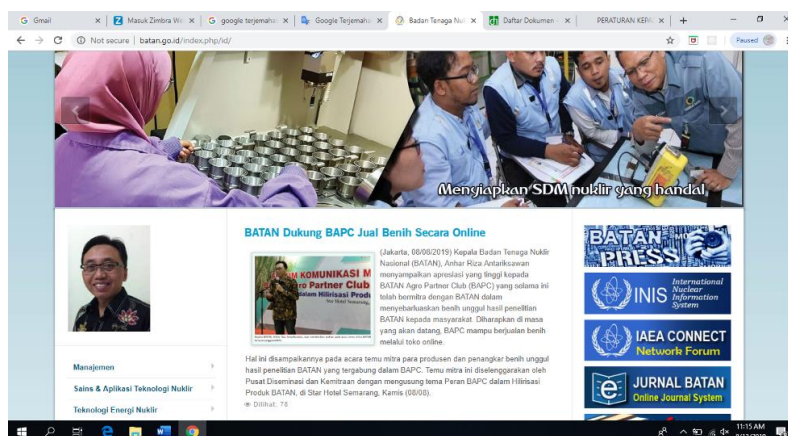 Gmail
Masuk Zimbra W
google terjemaha
Google Terjemaha
Badan Tenaga Nu
Daftar Dokumen
PERATURAN KEPA
Not secure | batan.go.id/index.php/id/
Paused
Menyiapkan SDM nuklir yang handal
BATAN Dukung BAPC Jual Benih Secara Online
(Jakarta, 08/08/2019) Kepala Badan Tenaga Nuklir
Nasional (BATAN), Anhar Riza Antariksawan
menyampaikan apresiasi yang tinggi kepada
BATAN Agro Partner Club (BAPC) yang selama ini
telah bermitra dengan BATAN dalam
menyebarluaskan benih unggul hasil penelitian
BATAN kepada masyarakat. Diharapkan di masa
yang akan datang, BAPC mampu berjualan benih
melalui toko online.
M KOMUNIKASI M
ro Partner Club
dalam Hilirisasi Produ
Star Hotel Semarang,
Hal ini disampaikannya pada acara temu mitra para produsen dan penangkar benih unggul
hasil penelitian BATAN yang tergabung dalam BAPC. Temu mitra ini diselenggarakan oleh
Pusat Diseminasi dan Kemitraan dengan mengusung tema Peran BAPC dalam Hilirisasi
Produk BATAN, di Star Hotel Semarang, Kamis (08/08).
Dilihat: 78
Manajemen
Sains & Aplikasi Teknologi Nuklir
Teknologi Energi Nuklir
BATAN
PRESS
INIS
International
Nuclear
Information
System
IAEA CONNECT
Network Forum
JURNAL BATAN
Online Journal System
11:15 AM